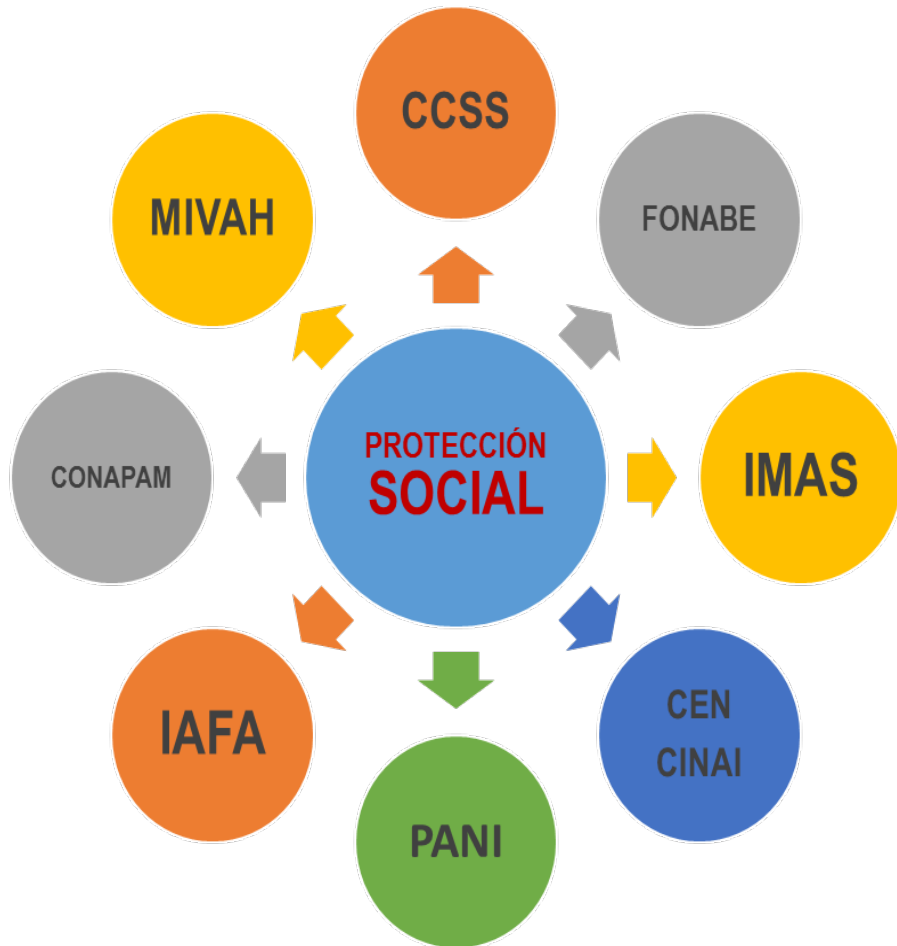 CCSS
MIVAH
FONABE
PROTECCIÓN
SOCIAL
CONAPAM
IMAS
IAFA
CEN
CINAI
PANI